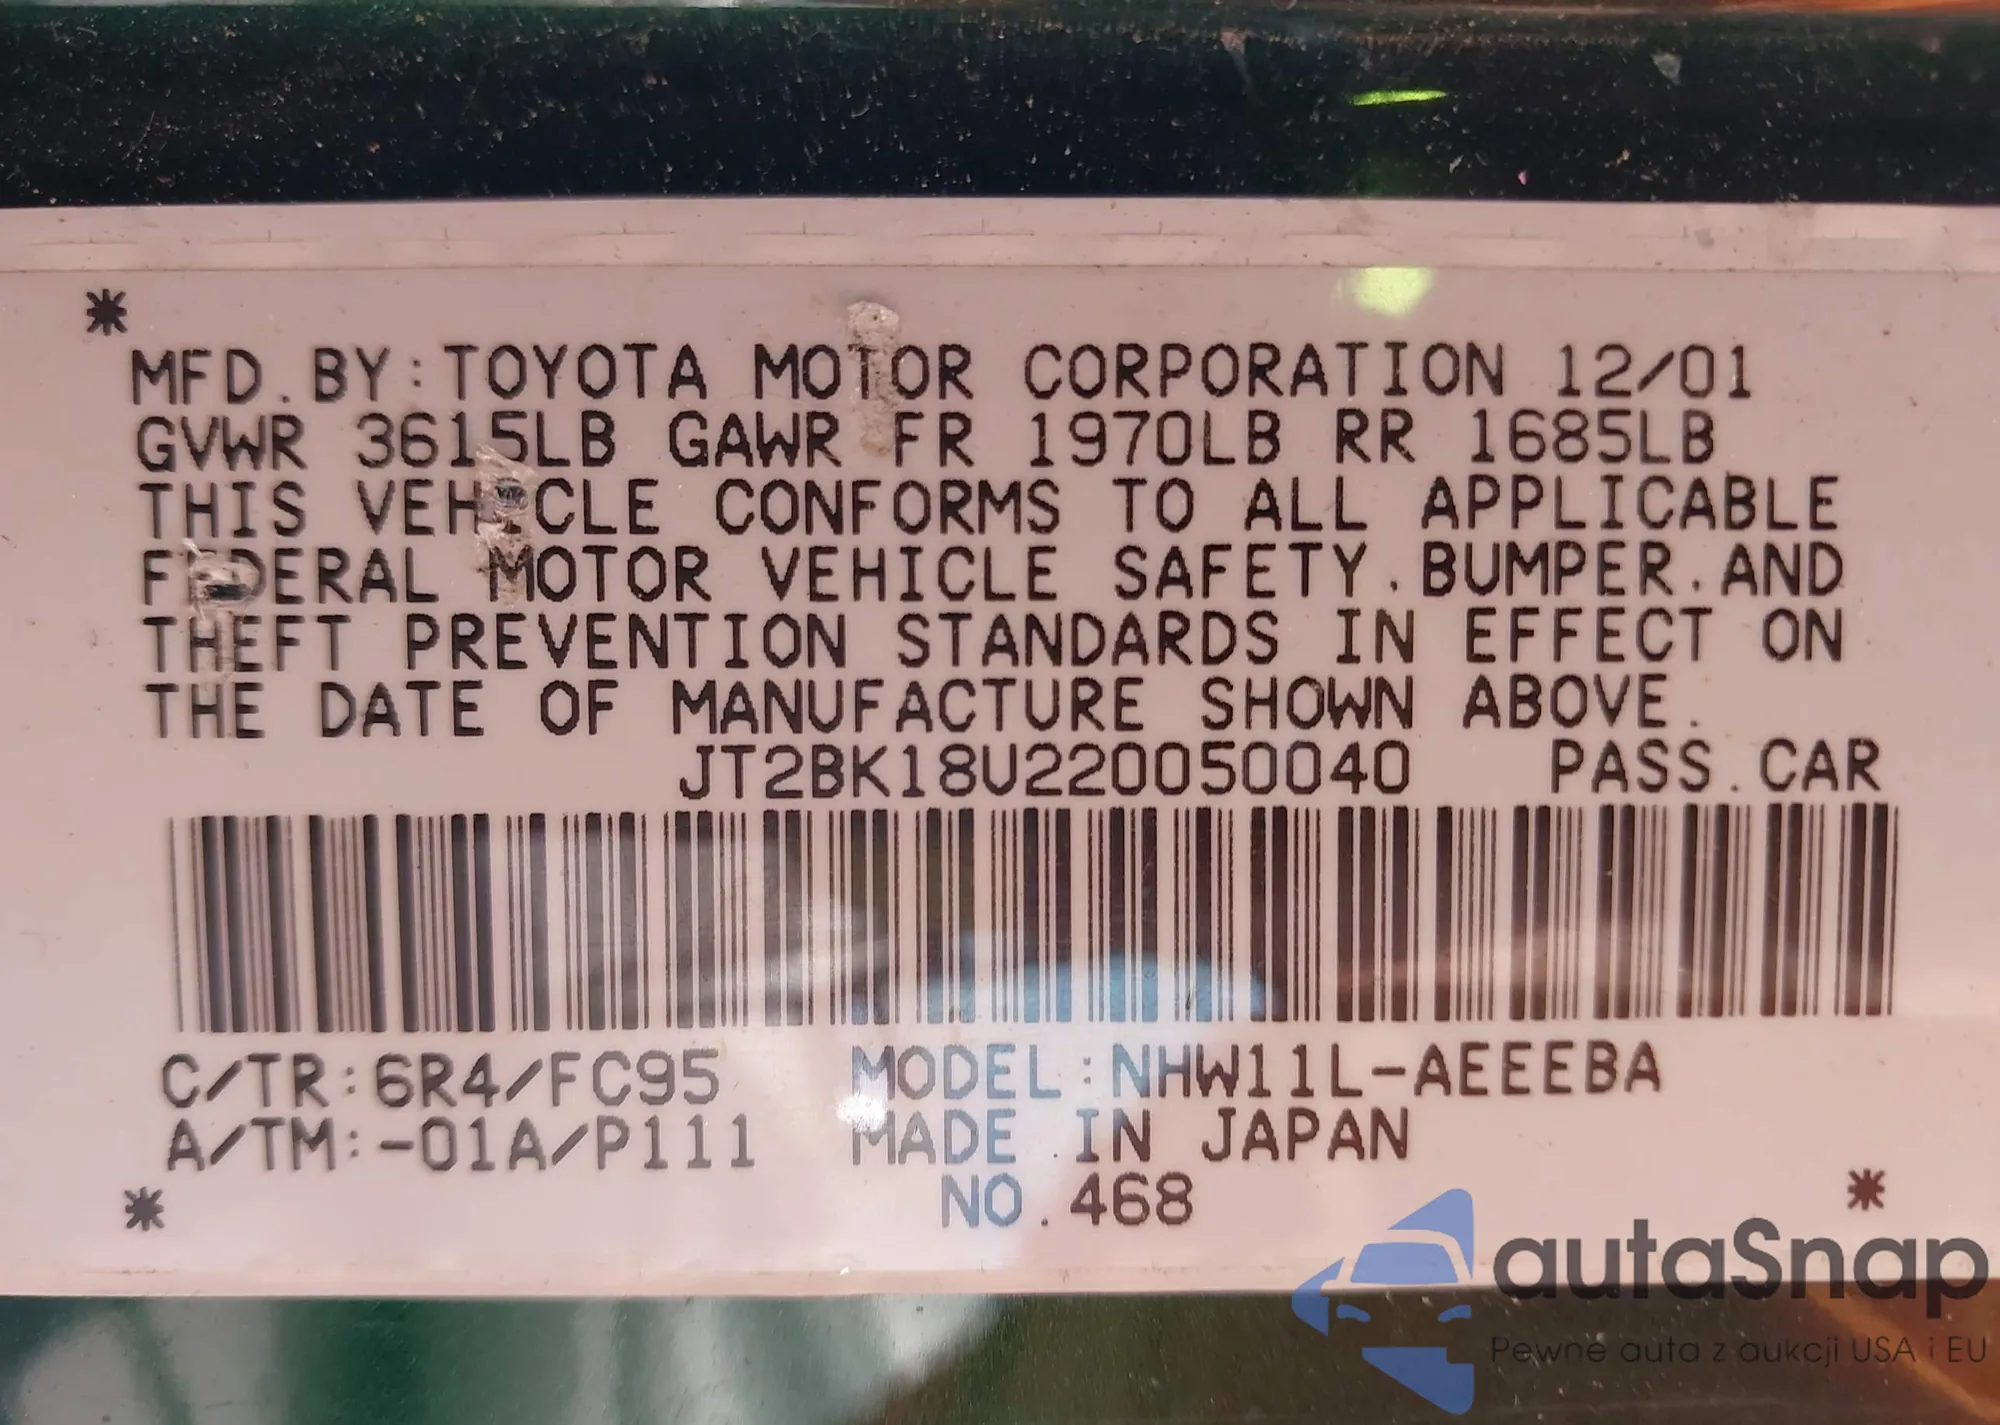 *
MFD.BY:TOYOTA MOTOR CORPORATION 12/01
GVWR 3615LB GAWR FR 1970LB RR 1685LB
THIS VEHICLE CONFORMS TO ALL APPLICABLE
FEDERAL MOTOR VEHICLE SAFETY.BUMPER.AND
THEFT PREVENTION STANDARDS IN EFFECT ON
THE DATE OF MANUFACTURE SHOWN ABOVE.
JT2BK18U220050040 PASS.CAR
C/TR:6R4/FC95 MODEL:NHW11L-AEEEBA
A/TM:-01A/P111 MADE IN JAPAN
* NO.468 *
autaSnap
Pewne auta z aukcji USA i EU